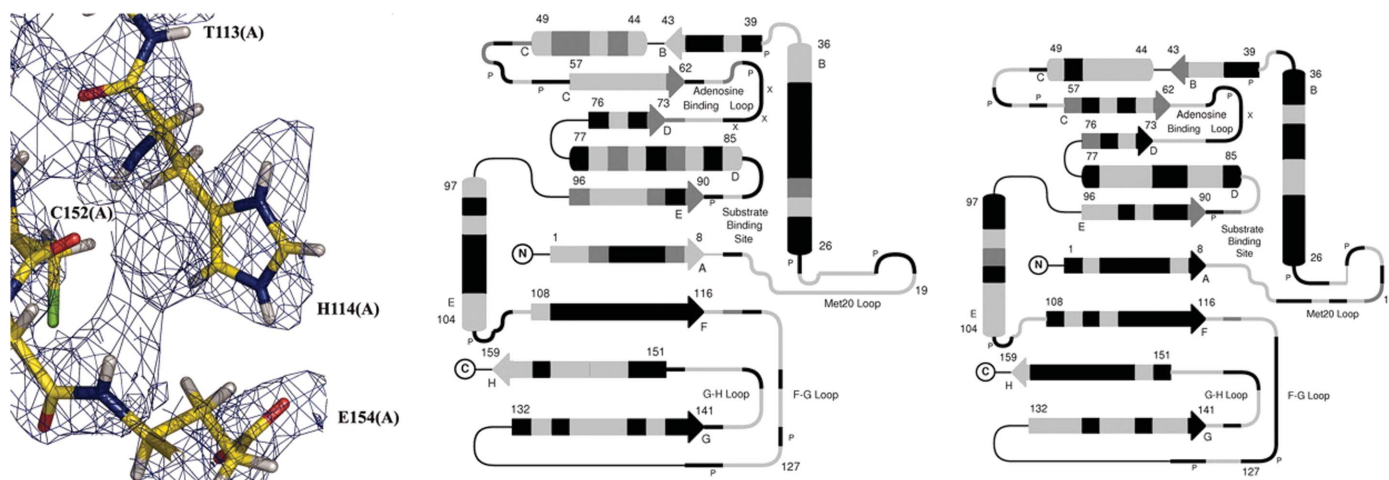 T113(A)
C152(A)
H114(A)
E154(A)
49
44
43
39
C
B
P
36
B
P
57
62
P
C
P
Adenosine
Binding Loop
X
76
73
D
X
X
77
85
D
97
96
90
E
P
Substrate
Binding
Site
N
1
8
A
26
P
P
19
Met20 Loop
E
104
P
108
116
F
C
159
151
H
G-H Loop
F-G Loop
132
141
G
P
P
127
49
44
43
39
C
B
P
36
B
P
P
57
62
P
C
Adenosine
Binding Loop
X
76
73
D
77
85
D
97
96
90
E
P
Substrate
Binding
Site
N
1
8
A
26
P
P
1
Met20 Loop
E
104
P
108
116
F
C
159
151
H
G-H Loop
F-G Loop
132
141
G
P
127
P